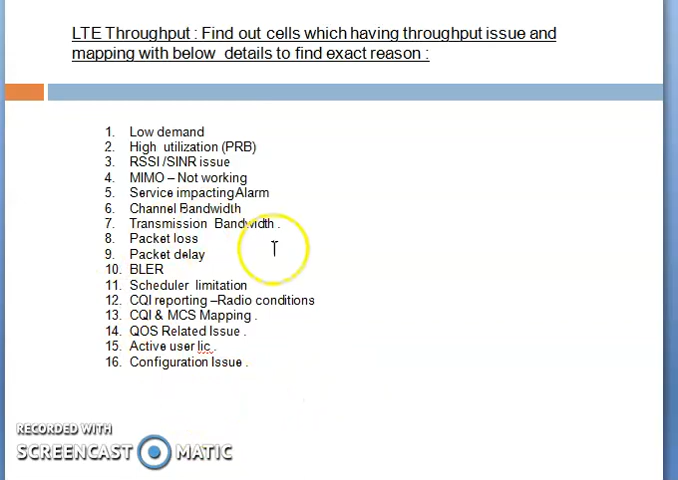 LTE Throughput : Find out cells which having throughput issue and
mapping with below details to find exact reason :
1. Low demand
2. High utilization (PRB)
3. RSSI /SINR issue
4. MIMO – Not working
5. Service impacting Alarm
6. Channel Bandwidth
7. Transmission Bandwidth .
8. Packet loss
9. Packet delay
10. BLER
11. Scheduler limitation
12. CQI reporting –Radio conditions
13. CQI & MCS Mapping .
14. QOS Related Issue .
15. Active user lic .
16. Configuration Issue .
RECORDED WITH
SCREENCAST MATIC